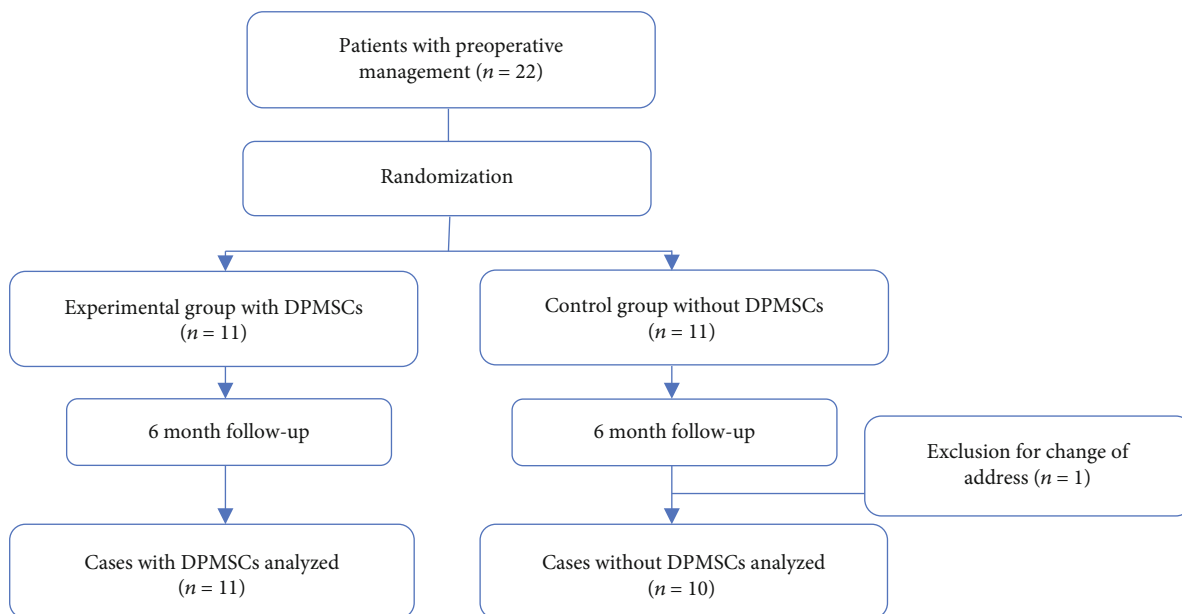 Patients with preoperative
management (n = 22)
Randomization
Experimental group with DPMSCs
(n = 11)
Control group without DPMSCs
(n = 11)
6 month follow-up
6 month follow-up
Exclusion for change of
address (n = 1)
Cases with DPMSCs analyzed
(n = 11)
Cases without DPMSCs analyzed
(n = 10)